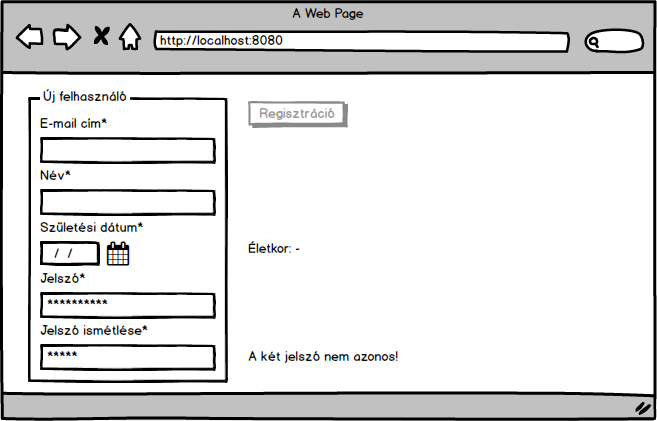 A Web Page
http://localhost:8080
Új felhasználó
Regisztráció
E-mail cím*
Név*
Születési dátum*
/ /
Életkor: -
Jelszó*
**********
Jelszó ismétlése*
*****
A két jelszó nem azonos!